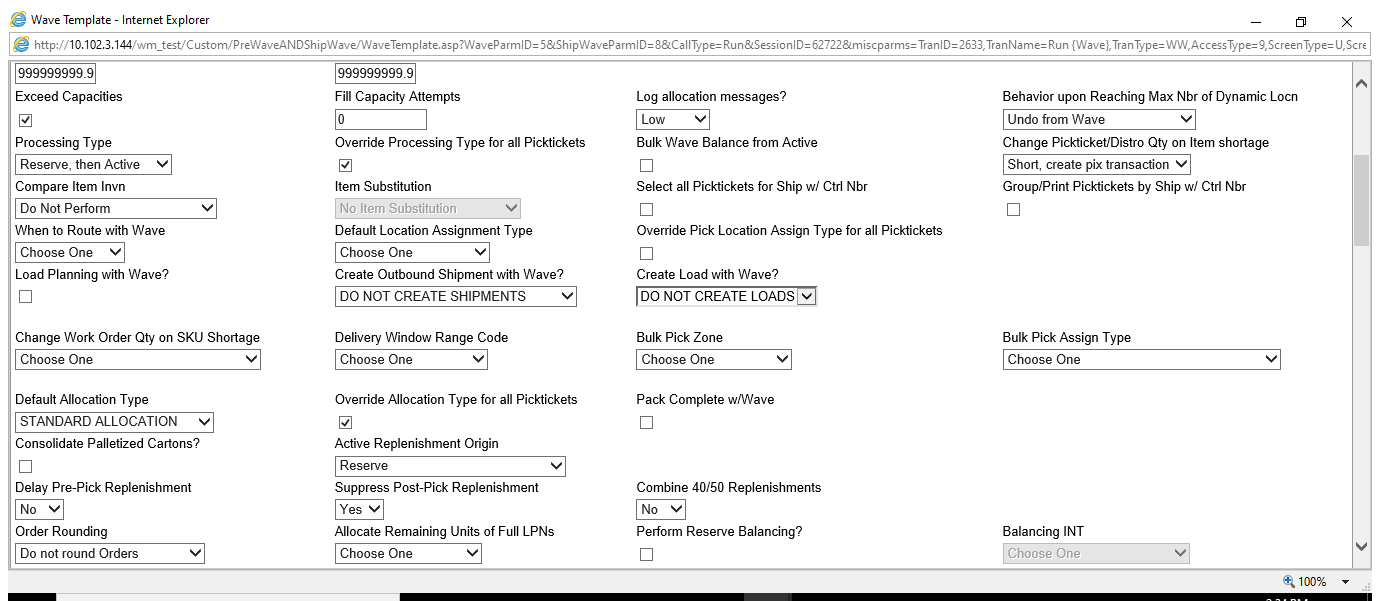 Wave Template - Internet Explorer
http://10.102.3.144/wm_test/Custom/PreWaveANDShipWave/WaveTemplate.asp?WaveParmID=5&ShipWaveParmID=8&CallType=Run&SessionID=62722&miscparms=TranID=2633,TranName=Run {Wave},TranType=WW,AccessType=9,ScreenType=U,Scre
999999999.9 999999999.9
Exceed Capacities Fill Capacity Attempts Log allocation messages? Behavior upon Reaching Max Nbr of Dynamic Locn
0 Low Undo from Wave
Processing Type Override Processing Type for all Picktickets Bulk Wave Balance from Active Change Pickticket/Distro Qty on Item shortage
Reserve, then Active Short, create pix transaction
Compare Item Invn Item Substitution Select all Picktickets for Ship w/ Ctrl Nbr Group/Print Picktickets by Ship w/ Ctrl Nbr
Do Not Perform No Item Substitution
When to Route with Wave Default Location Assignment Type Override Pick Location Assign Type for all Picktickets
Choose One Choose One
Load Planning with Wave? Create Outbound Shipment with Wave? Create Load with Wave?
DO NOT CREATE SHIPMENTS DO NOT CREATE LOADS
Change Work Order Qty on SKU Shortage Delivery Window Range Code Bulk Pick Zone Bulk Pick Assign Type
Choose One Choose One Choose One Choose One
Default Allocation Type Override Allocation Type for all Picktickets Pack Complete w/Wave
STANDARD ALLOCATION
Consolidate Palletized Cartons? Active Replenishment Origin
Reserve
Delay Pre-Pick Replenishment Suppress Post-Pick Replenishment Combine 40/50 Replenishments
No Yes No
Order Rounding Allocate Remaining Units of Full LPNs Perform Reserve Balancing? Balancing INT
Do not round Orders Choose One Choose One
100%